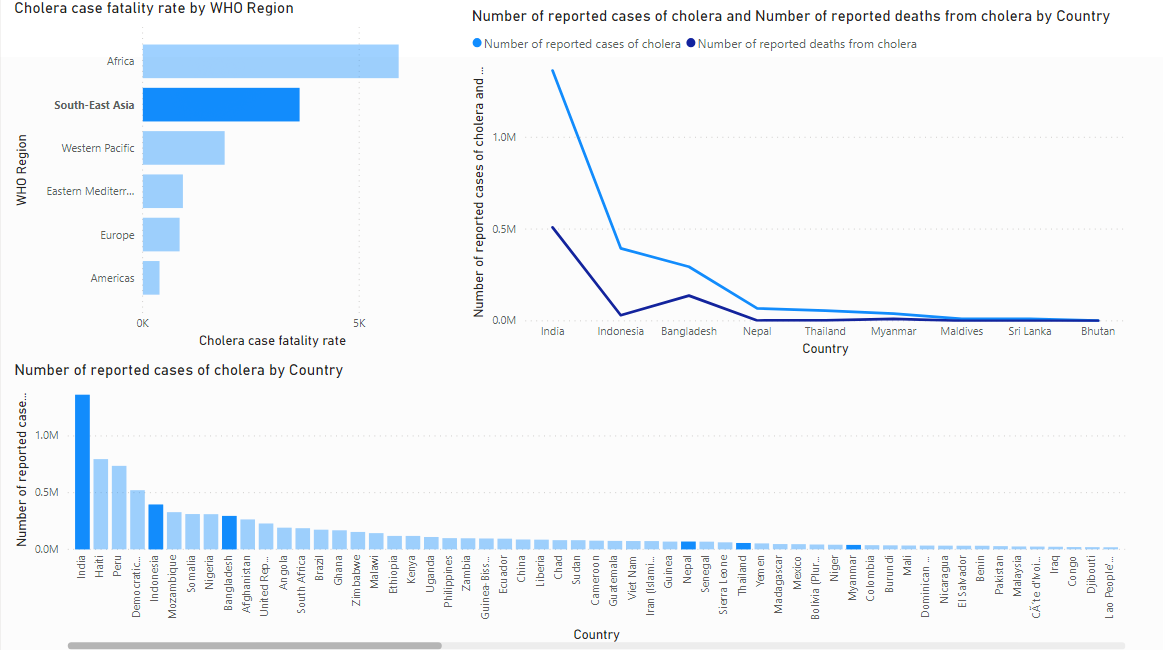 Cholera case fatality rate by WHO Region
WHO Region
Africa
South-East Asia
Western Pacific
Eastern Mediterr...
Europe
Americas
0K
5K
Cholera case fatality rate
Number of reported cases of cholera and Number of reported deaths from cholera by Country
Number of reported cases of cholera
Number of reported deaths from cholera
Number of reported cases of cholera and ...
1.0M
0.5M
0.0M
India
Indonesia
Bangladesh
Nepal
Thailand
Myanmar
Maldives
Sri Lanka
Bhutan
Country
Number of reported cases of cholera by Country
Number of reported case...
1.0M
0.5M
0.0M
India
Haiti
Peru
Democratic...
Indonesia
Mozambique
Somalia
Nigeria
Bangladesh
Afghanistan
United Rep...
Angola
South Africa
Brazil
Ghana
Zimbabwe
Malawi
Ethiopia
Kenya
Uganda
Philippines
Zambia
Guinea-Biss...
Ecuador
China
Liberia
Chad
Sudan
Cameroon
Guatemala
Viet Nam
Iran (Islami...
Guinea
Nepal
Senegal
Sierra Leone
Thailand
Yemen
Madagascar
Mexico
Bolivia (Plur...
Niger
Myanmar
Colombia
Burundi
Mali
Dominican ...
Nicaragua
El Salvador
Benin
Pakistan
Malaysia
CÃ´te d'Ivoi...
Iraq
Congo
Djibouti
Lao People'...
Country